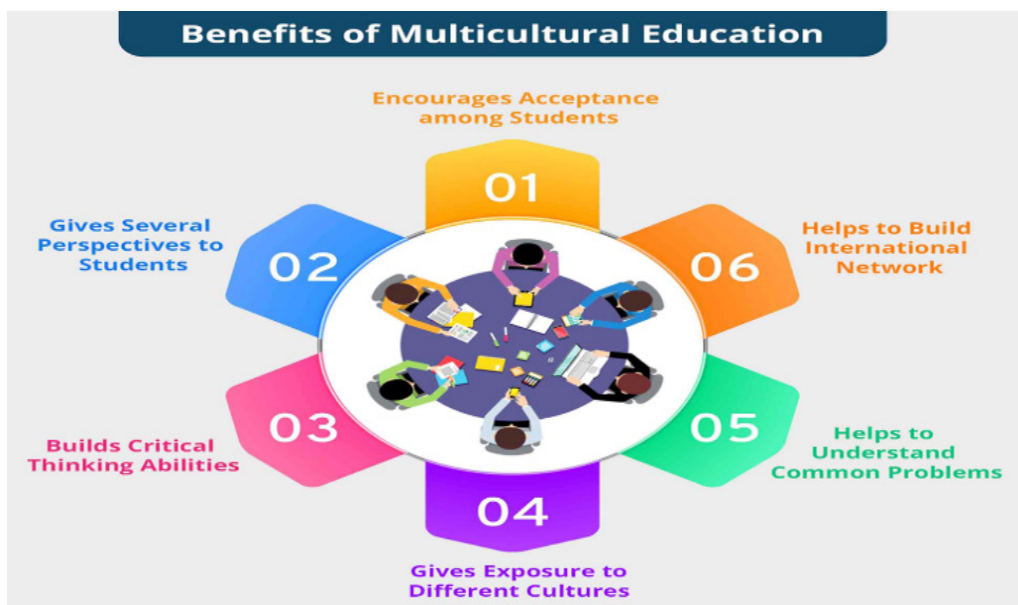 Benefits of Multicultural Education
Encourages Acceptance
among Students
01
Gives Several
Perspectives to
Students
02
Builds Critical
Thinking Abilities
03
04
Gives Exposure to
Different Cultures
05
Helps to
Understand
Common Problems
06
Helps to Build
International
Network